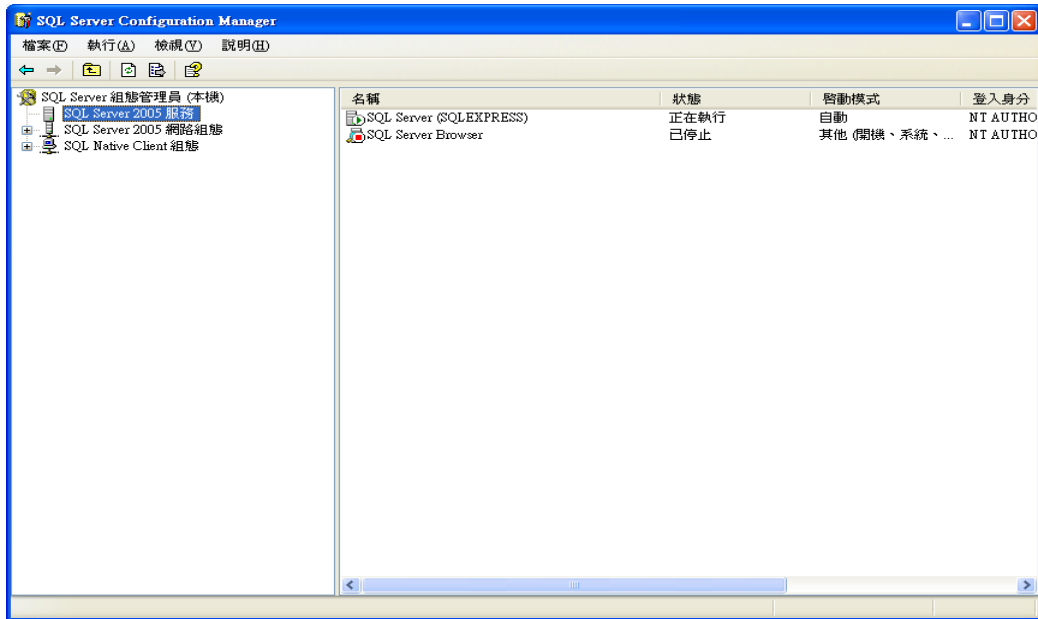 SQL Server Configuration Manager
檔案(F) 執行(A) 檢視(V) 說明(H)
SQL Server 組態管理員 (本機)
SQL Server 2005 服務
SQL Server 2005 網路組態
SQL Native Client 組態
名稱 狀態 啟動模式 登入身分
SQL Server (SQLEXPRESS) 正在執行 自動 NT AUTHO
SQL Server Browser 已停止 其他 (開機、系統、... NT AUTHO